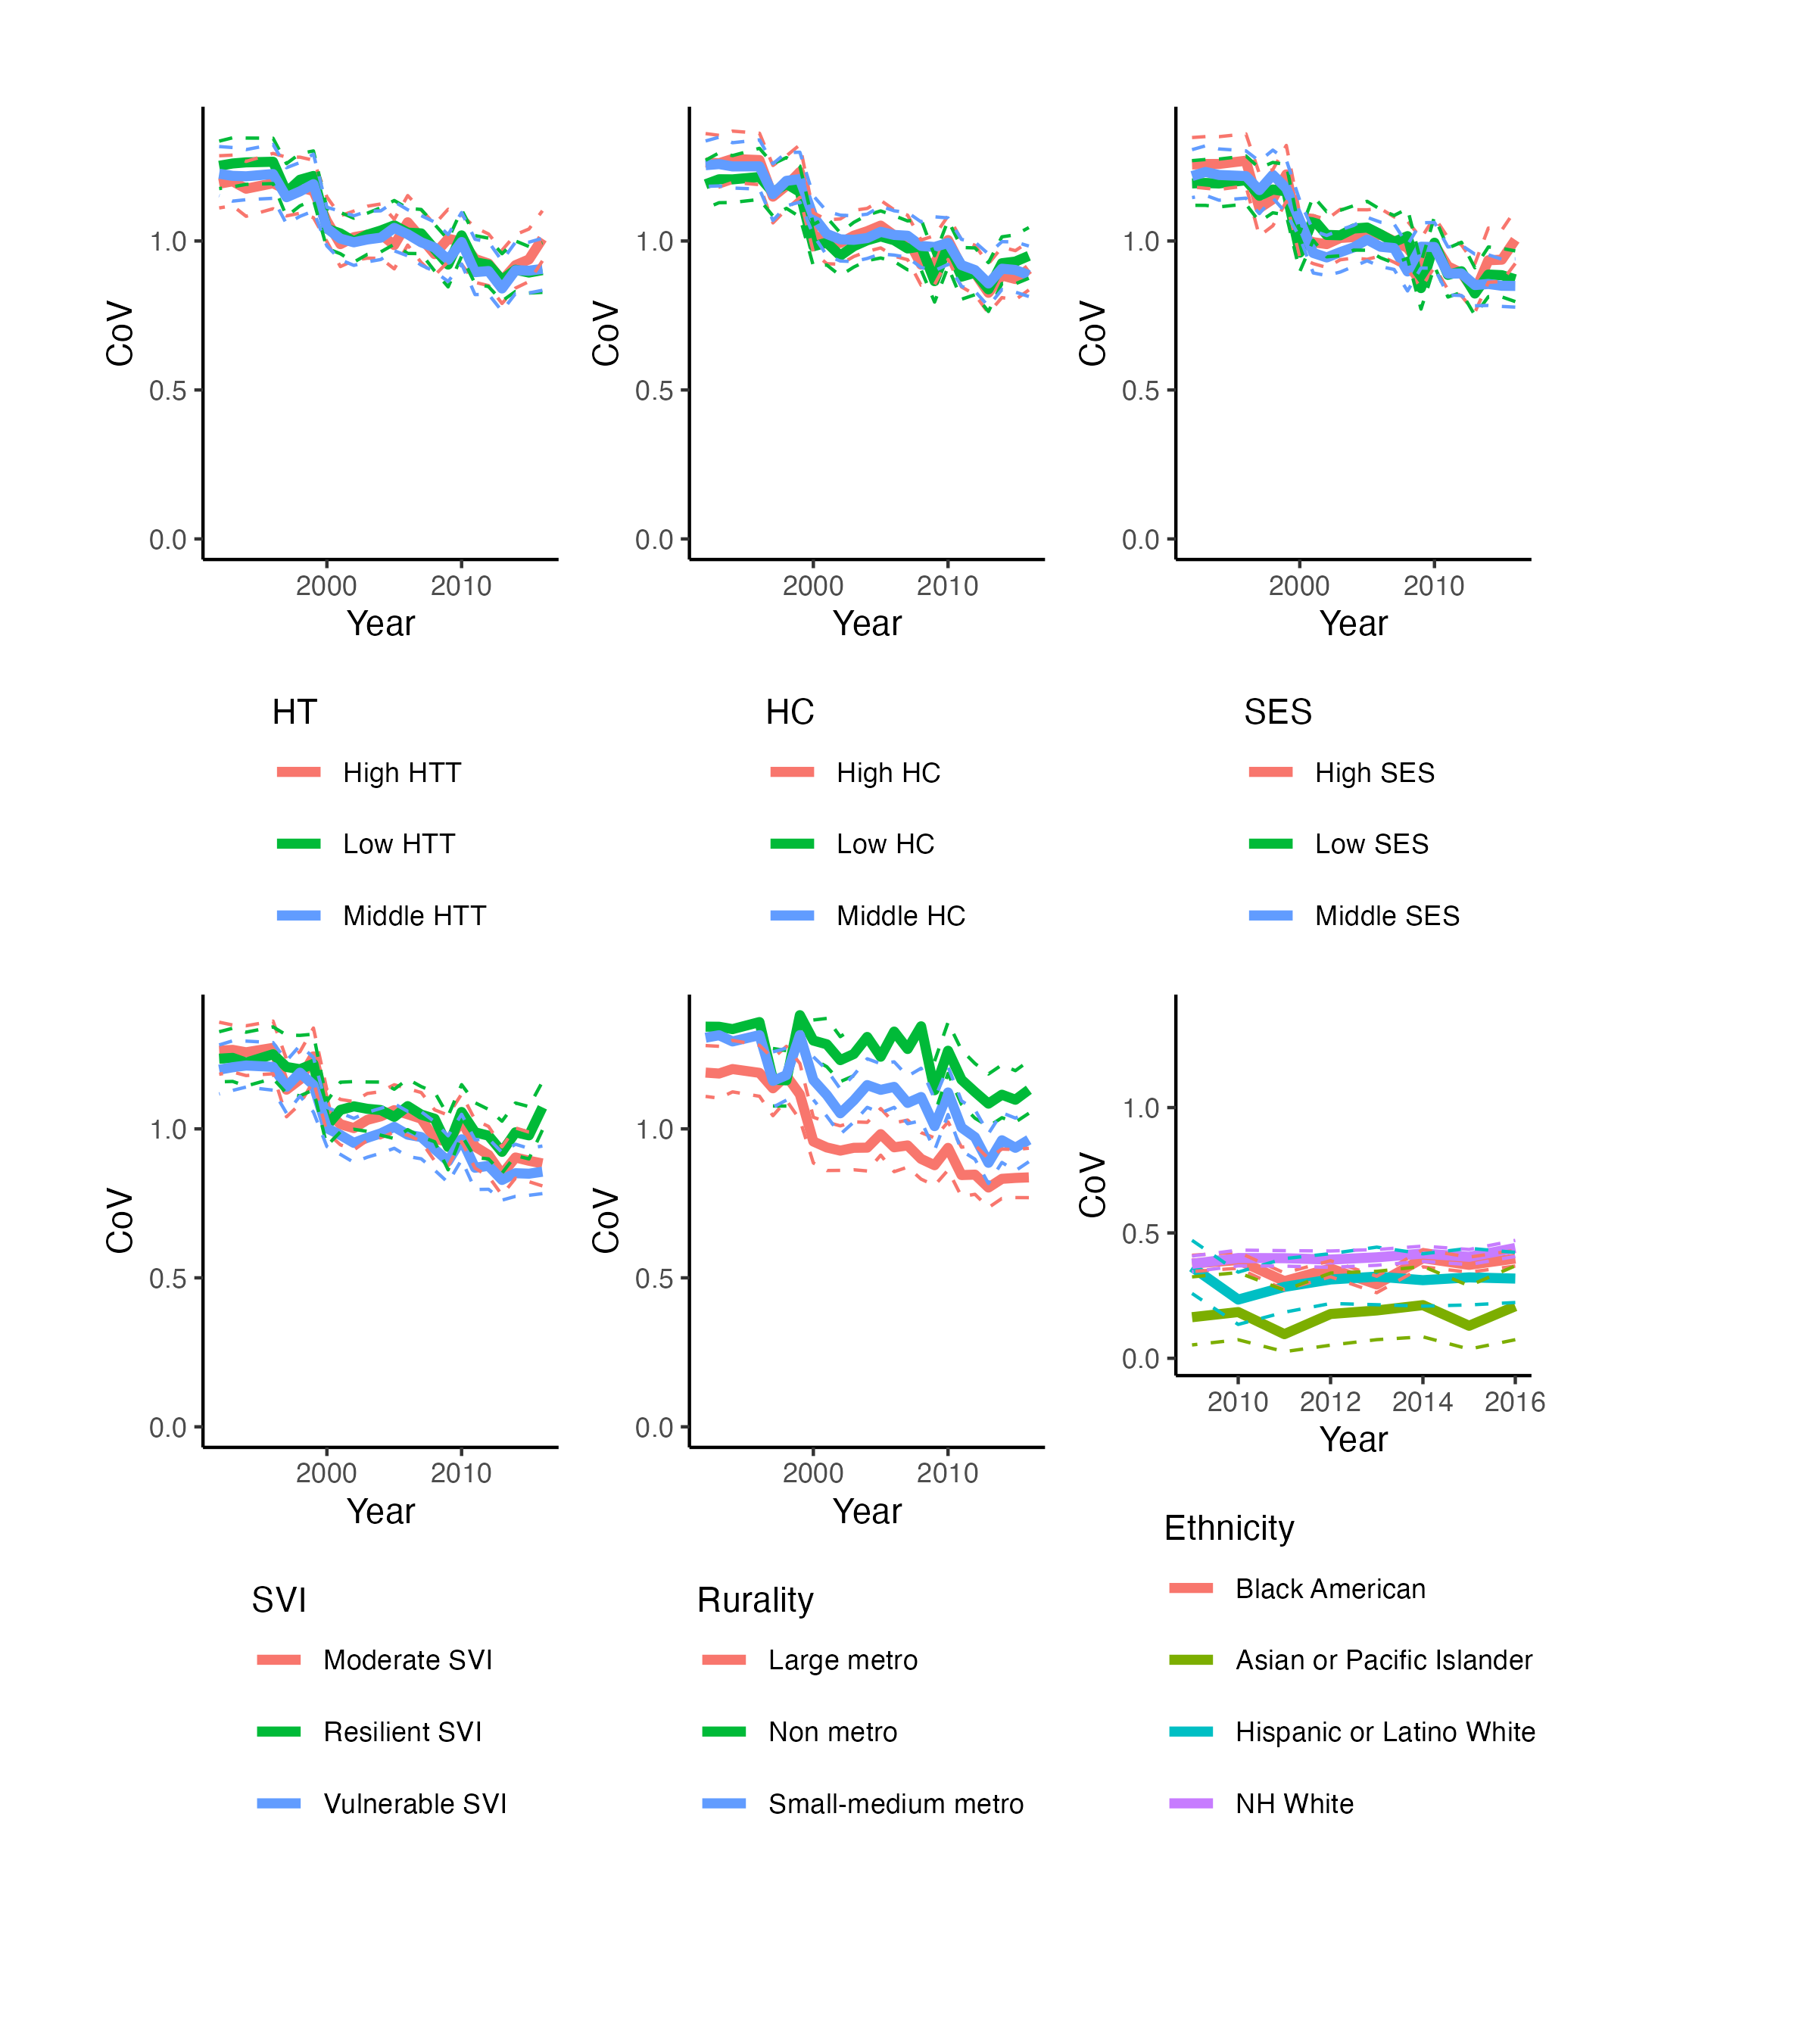 CoV
1.0
0.5
0.0
2000 2010
Year
CoV
1.0
0.5
0.0
2000 2010
Year
CoV
1.0
0.5
0.0
2000 2010
Year
HT
High HTT
Low HTT
Middle HTT
HC
High HC
Low HC
Middle HC
SES
High SES
Low SES
Middle SES
CoV
1.0
0.5
0.0
2000 2010
Year
CoV
1.0
0.5
0.0
2000 2010
Year
CoV
1.0
0.5
0.0
2010 2012 2014 2016
Year
SVI
Moderate SVI
Resilient SVI
Vulnerable SVI
Rurality
Large metro
Non metro
Small-medium metro
Ethnicity
Black American
Asian or Pacific Islander
Hispanic or Latino White
NH White